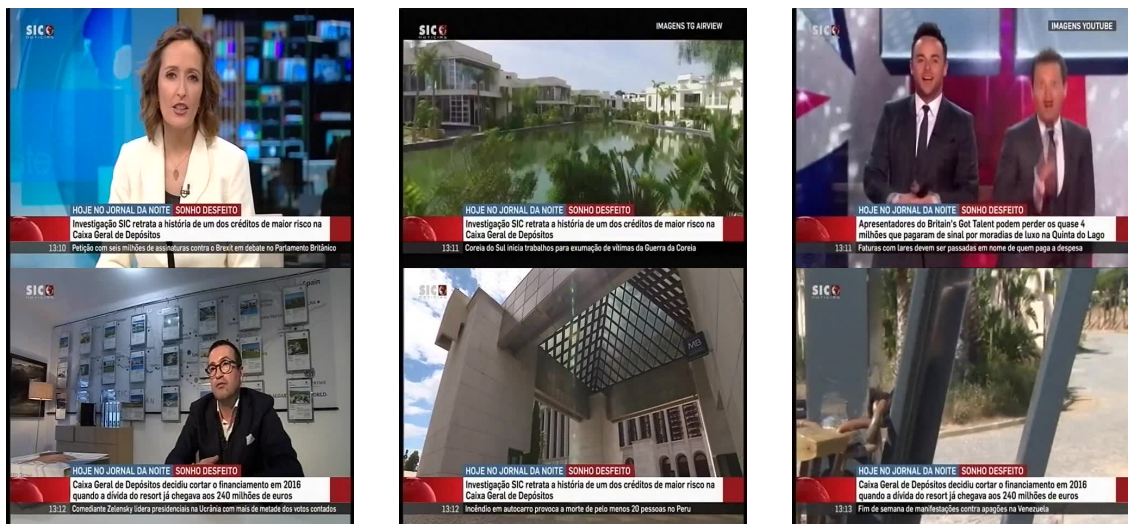 SIC
NOTÍCIAS
HOJE NO JORNAL DA NOITE SONHO DESFEITO
Investigação SIC retrata a história de um dos créditos de maior risco na
Caixa Geral de Depósitos
13:10 Petição com seis milhões de assinaturas contra o Brexit em debate no Parlamento Britânico
IMAGENS TG AIRVIEW
SIC
NOTÍCIAS
HOJE NO JORNAL DA NOITE SONHO DESFEITO
Investigação SIC retrata a história de um dos créditos de maior risco na
Caixa Geral de Depósitos
13:11 Coreia do Sul inicia trabalhos para exumação de vítimas da Guerra da Coreia
IMAGENS YOUTUBE
SIC
NOTÍCIAS
HOJE NO JORNAL DA NOITE SONHO DESFEITO
Apresentadores do Britain's Got Talent podem perder os quase 4
milhões que pagaram de sinal por moradias de luxo na Quinta do Lago
13:11 Faturas com lares devem ser passadas em nome de quem paga a despesa
SIC
NOTÍCIAS
HOJE NO JORNAL DA NOITE SONHO DESFEITO
Caixa Geral de Depósitos decidiu cortar o financiamento em 2016
quando a dívida do resort já chegava aos 240 milhões de euros
13:12 Comediante Zelensky lidera presidenciais na Ucrânia com mais de metade dos votos contados
SIC
NOTÍCIAS
MB
HOJE NO JORNAL DA NOITE SONHO DESFEITO
Investigação SIC retrata a história de um dos créditos de maior risco na
Caixa Geral de Depósitos
13:12 Incêndio em autocarro provoca a morte de pelo menos 20 pessoas no Peru
SIC
NOTÍCIAS
HOJE NO JORNAL DA NOITE SONHO DESFEITO
Caixa Geral de Depósitos decidiu cortar o financiamento em 2016
quando a dívida do resort já chegava aos 240 milhões de euros
13:13 Fim de semana de manifestações contra apagões na Venezuela